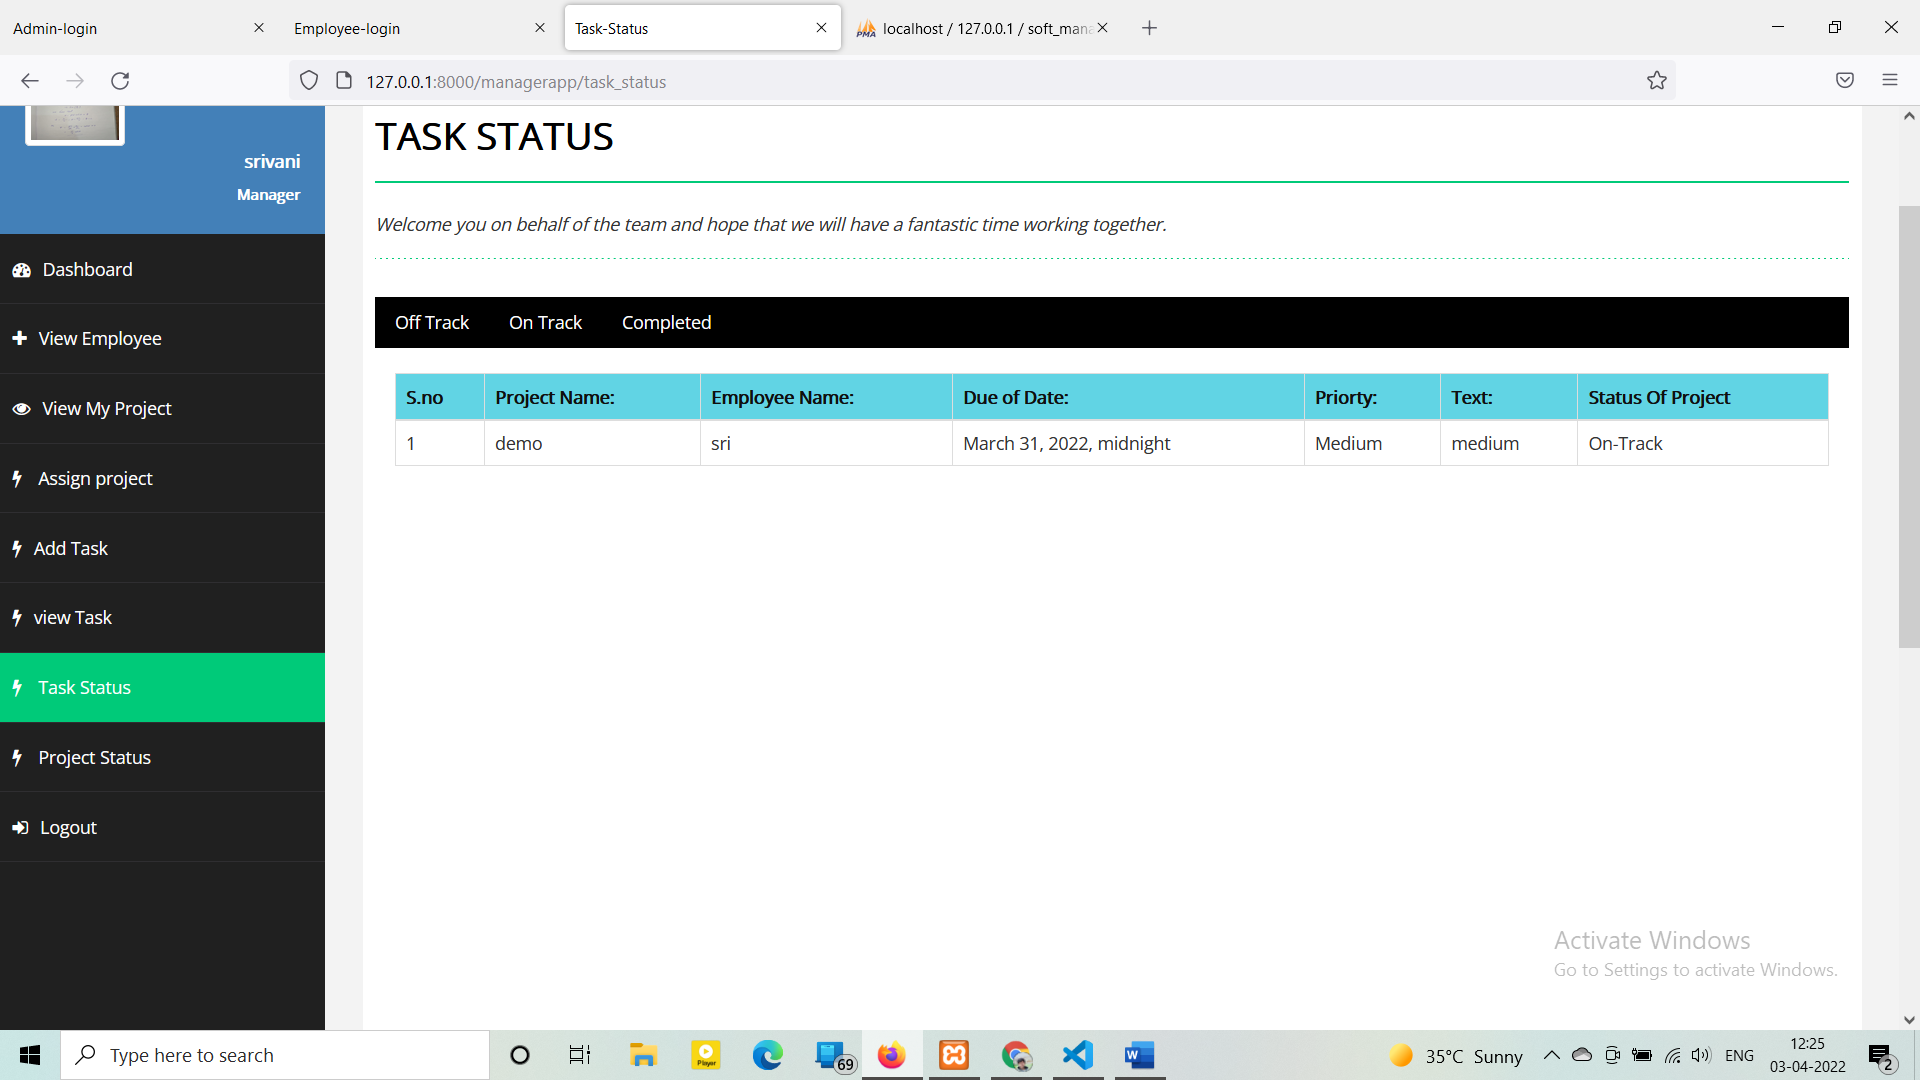 Admin-login
Employee-login
Task-Status
localhost / 127.0.0.1 / soft_mana
127.0.0.1:8000/managerapp/task_status
srivani
Manager
Dashboard
View Employee
View My Project
Assign project
Add Task
view Task
Task Status
Project Status
Logout
TASK STATUS
Welcome you on behalf of the team and hope that we will have a fantastic time working together.
Off Track On Track Completed
S.no Project Name: Employee Name: Due of Date: Priorty: Text: Status Of Project
1 demo sri March 31, 2022, midnight Medium medium On-Track
Activate Windows
Go to Settings to activate Windows.
Type here to search
69
35°C Sunny
ENG
12:25
03-04-2022
2